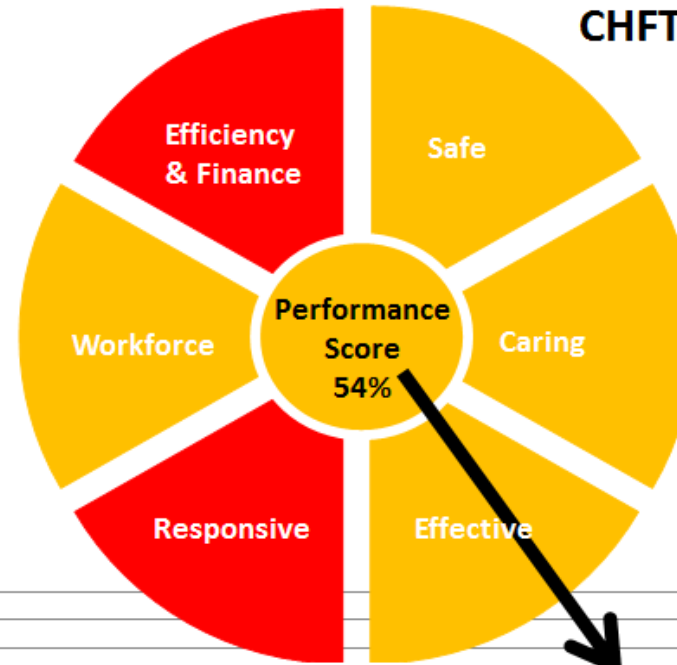 CHFT
Efficiency
& Finance
Safe
Workforce
Performance
Score
54%
Caring
Responsive
Effective